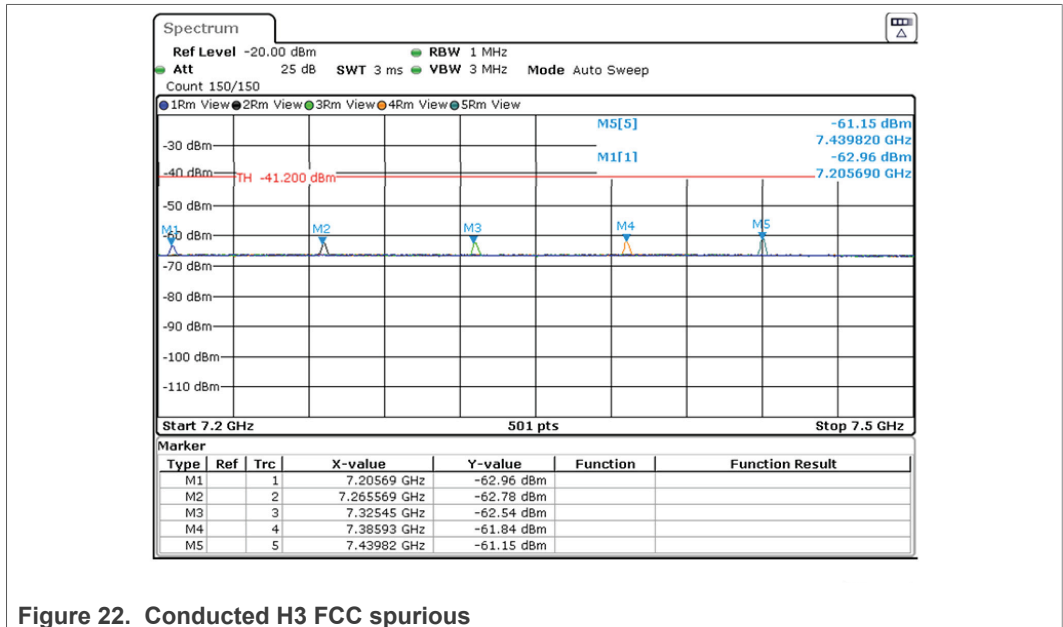 Spectrum
Ref Level -20.00 dBm RBW 1 MHz
Att 25 dB SWT 3 ms VBW 3 MHz Mode Auto Sweep
Count 150/150
1Rm View 2Rm View 3Rm View 4Rm View 5Rm View
M5[5] -61.15 dBm
7.439820 GHz
-30 dBm
M1[1] -62.96 dBm
7.205690 GHz
-40 dBm
TH -41.200 dBm
-50 dBm
M1 M2 M3 M4 M5
-60 dBm
-70 dBm
-80 dBm
-90 dBm
-100 dBm
-110 dBm
Start 7.2 GHz 501 pts Stop 7.5 GHz
Marker
Type Ref Trc X-value Y-value Function Function Result
M1 1 7.20569 GHz -62.96 dBm
M2 2 7.265569 GHz -62.78 dBm
M3 3 7.32545 GHz -62.54 dBm
M4 4 7.38593 GHz -61.84 dBm
M5 5 7.43982 GHz -61.15 dBm
Figure 22. Conducted H3 FCC spurious